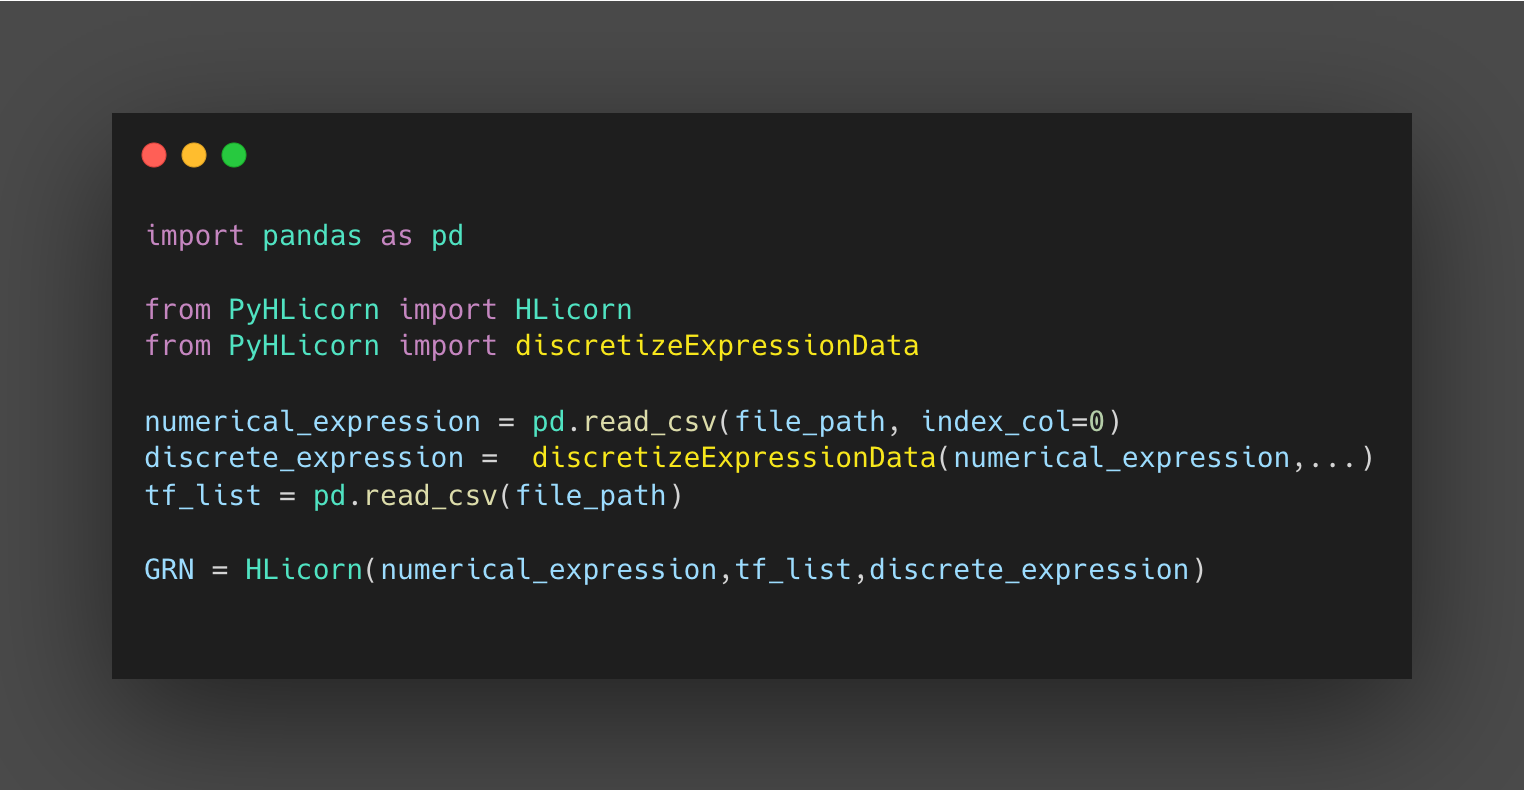 import pandas as pd
from PyHLicorn import HLicorn
from PyHLicorn import discretizeExpressionData
numerical_expression = pd.read_csv(file_path, index_col=0)
discrete_expression =  discretizeExpressionData(numerical_expression,...)
tf_list = pd.read_csv(file_path)
GRN = HLicorn(numerical_expression,tf_list,discrete_expression)